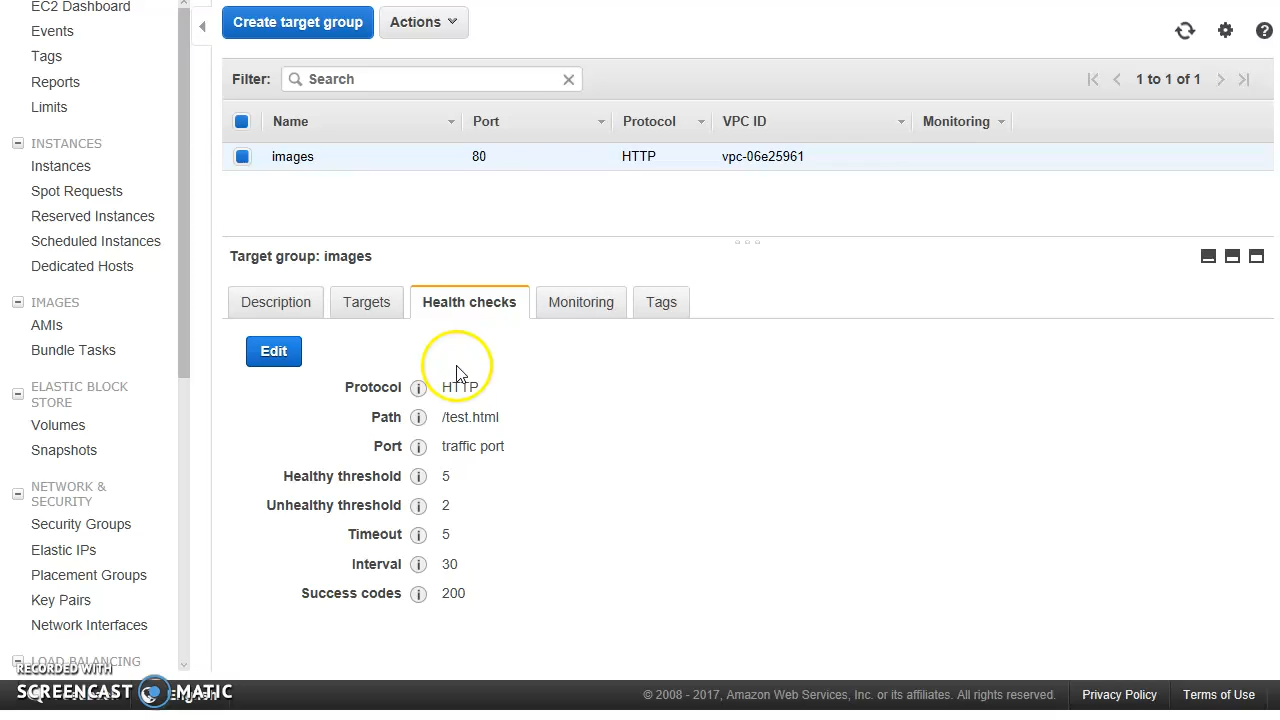 EC2 Dashboard
Events
Tags
Reports
Limits
INSTANCES
Instances
Spot Requests
Reserved Instances
Scheduled Instances
Dedicated Hosts
IMAGES
AMIs
Bundle Tasks
ELASTIC BLOCK
STORE
Volumes
Snapshots
NETWORK &
SECURITY
Security Groups
Elastic IPs
Placement Groups
Key Pairs
Network Interfaces
LOAD BALANCING
Create target group Actions
Filter: Search 1 to 1 of 1
Name Port Protocol VPC ID Monitoring
images 80 HTTP vpc-06e25961
Target group: images
Description Targets Health checks Monitoring Tags
Edit
Protocol HTTP
Path /test.html
Port traffic port
Healthy threshold 5
Unhealthy threshold 2
Timeout 5
Interval 30
Success codes 200
RECORDED WITH
SCREENCAST MATIC
English
© 2008 - 2017, Amazon Web Services, Inc. or its affiliates. All rights reserved. Privacy Policy Terms of Use